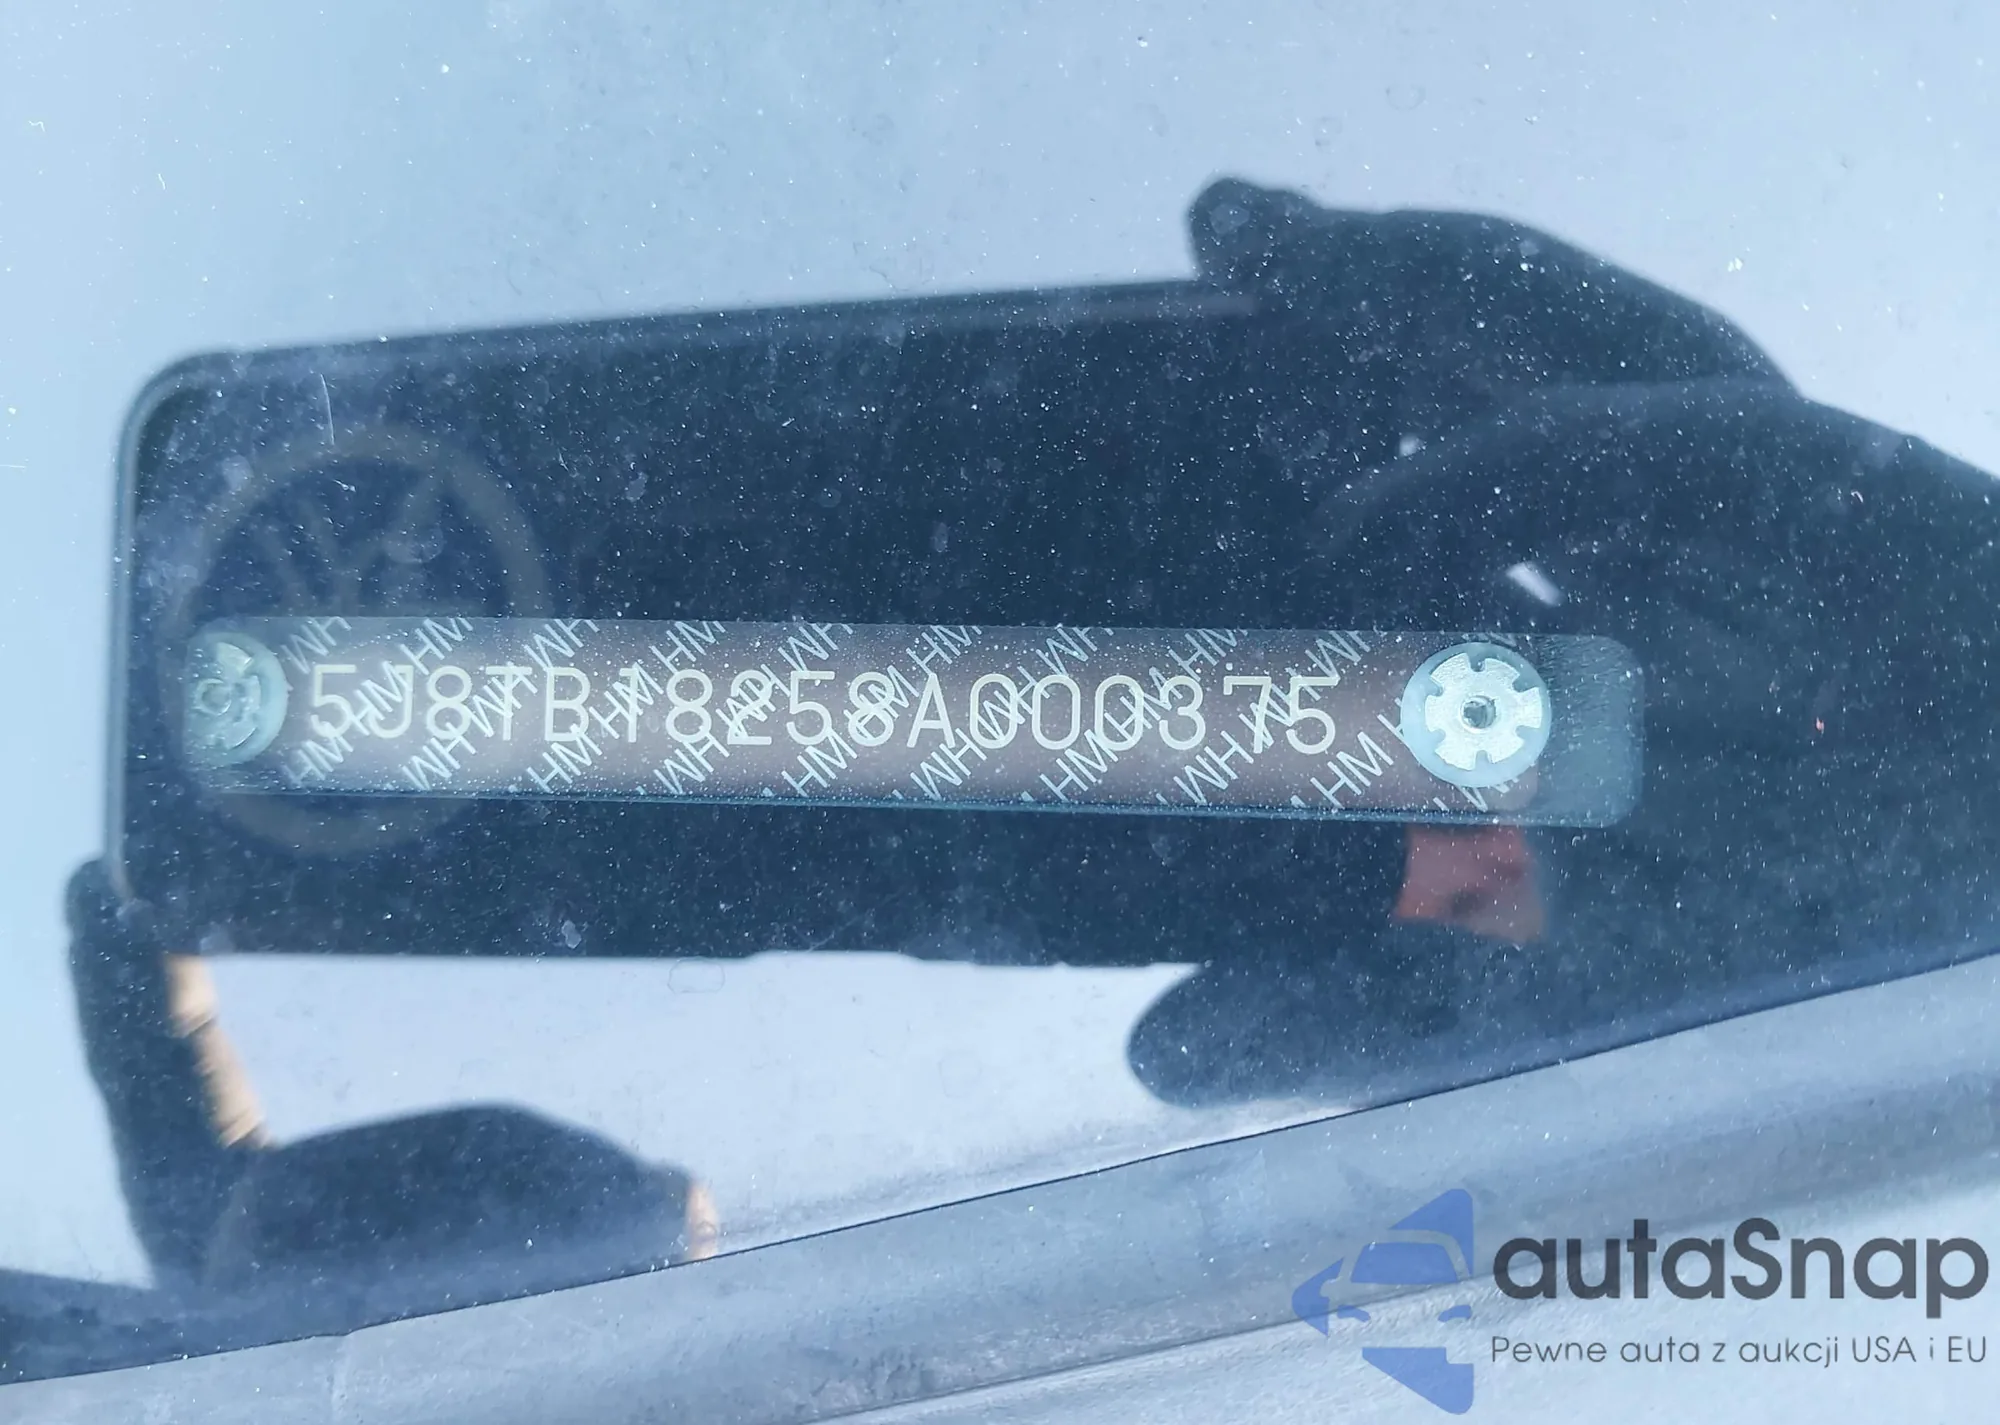 5J8TB18258A000375
autaSnap
Pewne auta z aukcji USA i EU